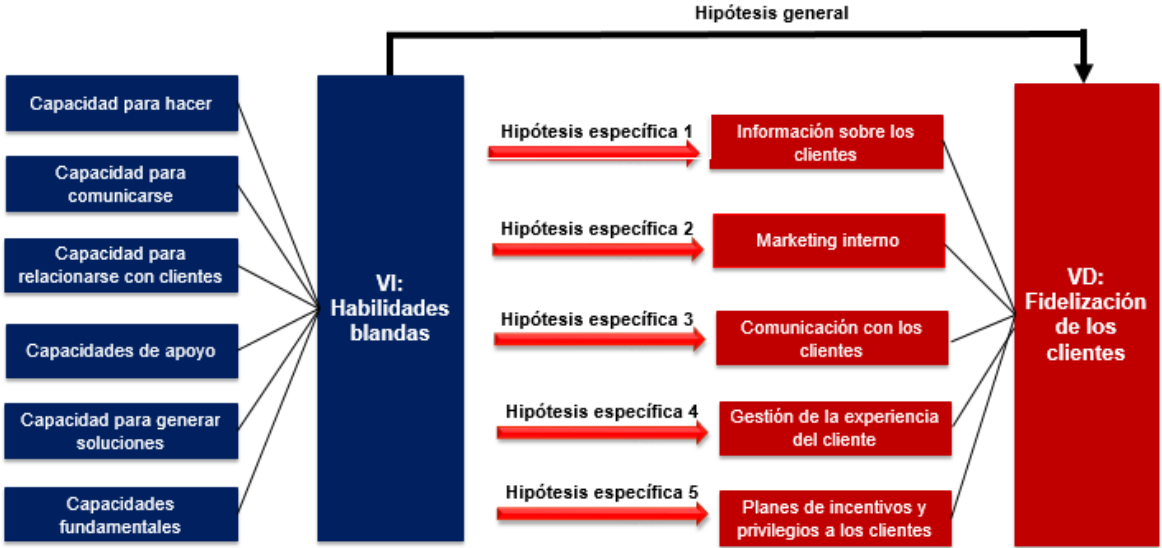 Hipótesis general
Capacidad para hacer
Capacidad para
comunicarse
Capacidad para
relacionarse con clientes
Capacidades de apoyo
Capacidad para generar
soluciones
Capacidades
fundamentales
VI:
Habilidades
blandas
Hipótesis específica 1
Hipótesis específica 2
Hipótesis específica 3
Hipótesis específica 4
Hipótesis específica 5
Información sobre los
clientes
Marketing interno
Comunicación con los
clientes
Gestión de la experiencia
del cliente
Planes de incentivos y
privilegios a los clientes
VD:
Fidelización
de los
clientes